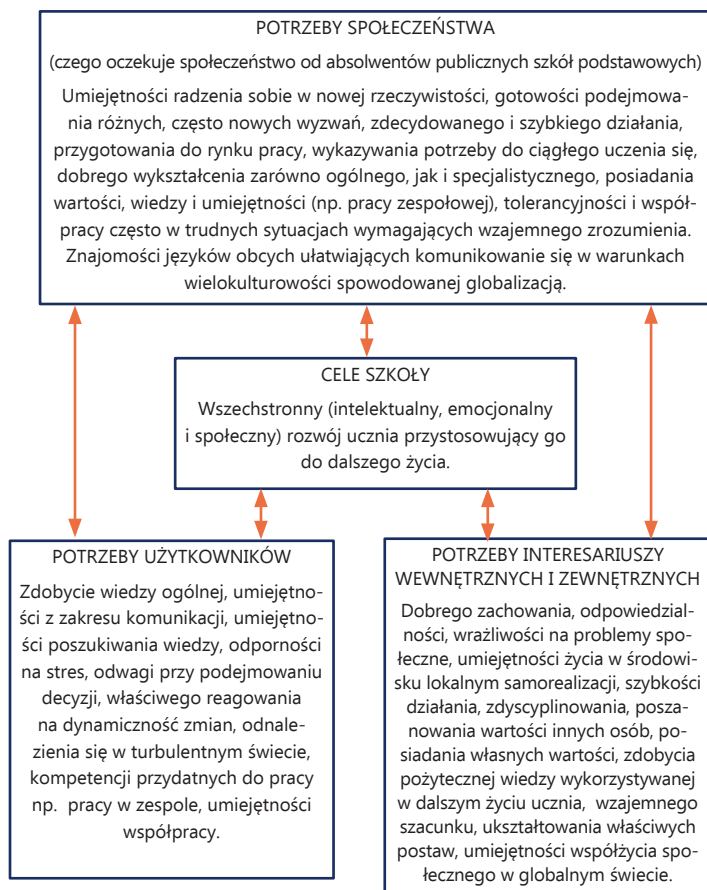 POTRZEBY SPOŁECZEŃSTWA
(czego oczekuje społeczeństwo od absolwentów publicznych szkół podstawowych)
Umiejętności radzenia sobie w nowej rzeczywistości, gotowości podejmowa-
nia różnych, często nowych wyzwań, zdecydowanego i szybkiego działania,
przygotowania do rynku pracy, wykazywania potrzeby do ciągłego uczenia się,
dobrego wykształcenia zarówno ogólnego, jak i specjalistycznego, posiadania
wartości, wiedzy i umiejętności (np. pracy zespołowej), tolerancyjności i współ-
pracy często w trudnych sytuacjach wymagających wzajemnego zrozumienia.
Znajomości języków obcych ułatwiających komunikowanie się w warunkach
wielokulturowości spowodowanej globalizacją.
CELE SZKOŁY
Wszechstronny (intelektualny, emocjonalny
i społeczny) rozwój ucznia przystosowujący go
do dalszego życia.
POTRZEBY UŻYTKOWNIKÓW
Zdobycie wiedzy ogólnej, umiejętno-
ści z zakresu komunikacji, umiejętno-
ści poszukiwania wiedzy, odporności
na stres, odwagi przy podejmowaniu
decyzji, właściwego reagowania
na dynamiczność zmian, odnale-
zienia się w turbulentnym świecie,
kompetencji przydatnych do pracy
np. pracy w zespole, umiejętności
współpracy.
POTRZEBY INTERESARIUSZY
WEWNĘTRZNYCH I ZEWNĘTRZNYCH
Dobrego zachowania, odpowiedzial-
ności, wrażliwości na problemy spo-
łeczne, umiejętności życia w środowi-
sku lokalnym samorealizacji, szybkości
działania, zdyscyplinowania, posza-
nowania wartości innych osób, po-
siadania własnych wartości, zdobycia
pożytecznej wiedzy wykorzystywanej
w dalszym życiu ucznia, wzajemnego
szacunku, ukształtowania właściwych
postaw, umiejętności współżycia spo-
łecznego w globalnym świecie.